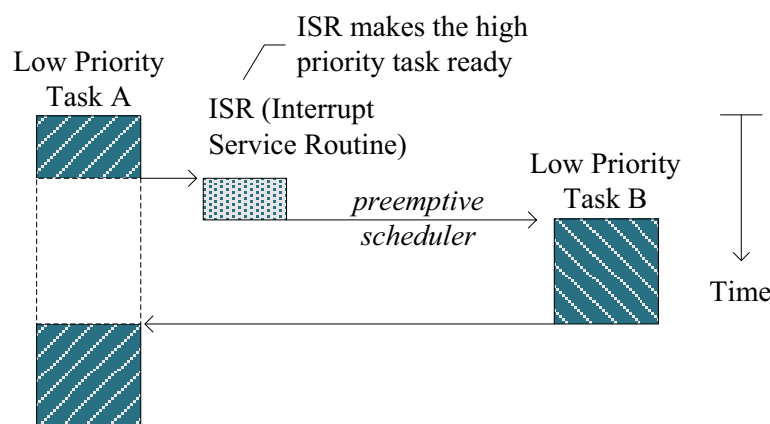 ISR makes the high
priority task ready
Low Priority
Task A
ISR (Interrupt
Service Routine)
Low Priority
Task B
preemptive
scheduler
Time